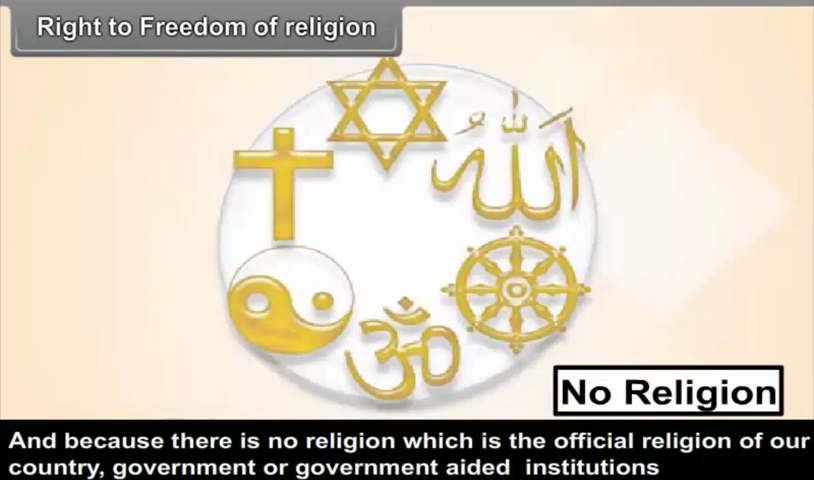 Right to Freedom of religion
الله
ॐ
No Religion
And because there is no religion which is the official religion of our
country, government or government aided institutions